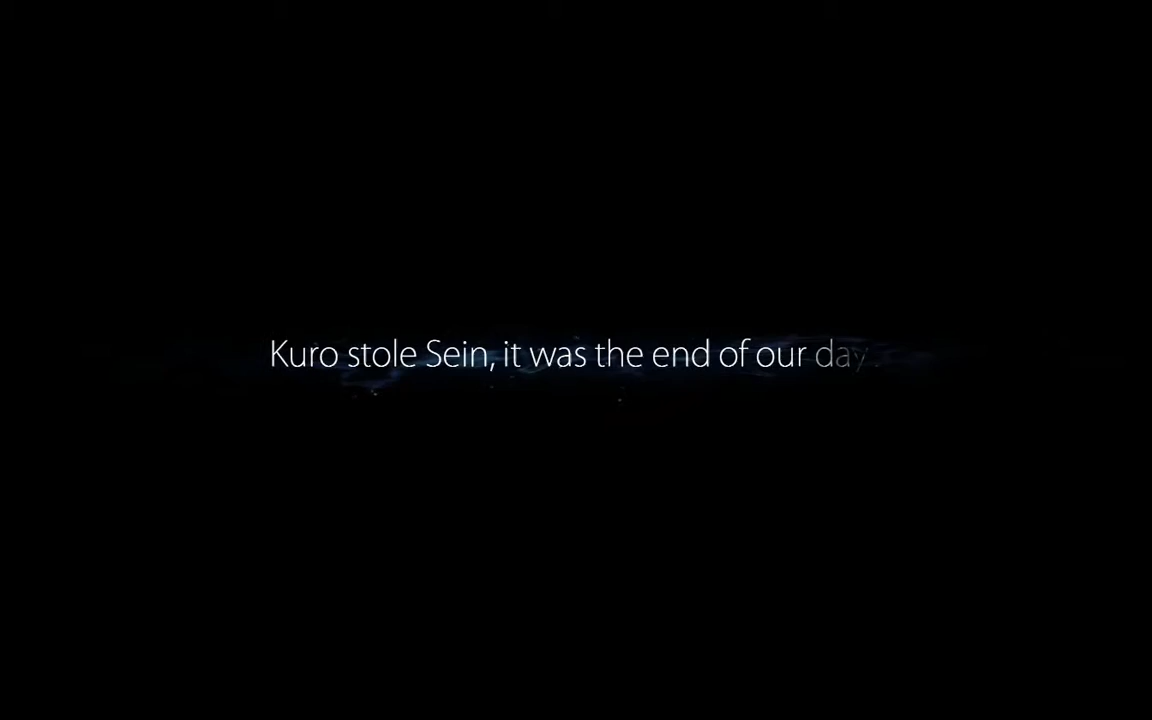 Kuro stole Sein, it was the end of our day